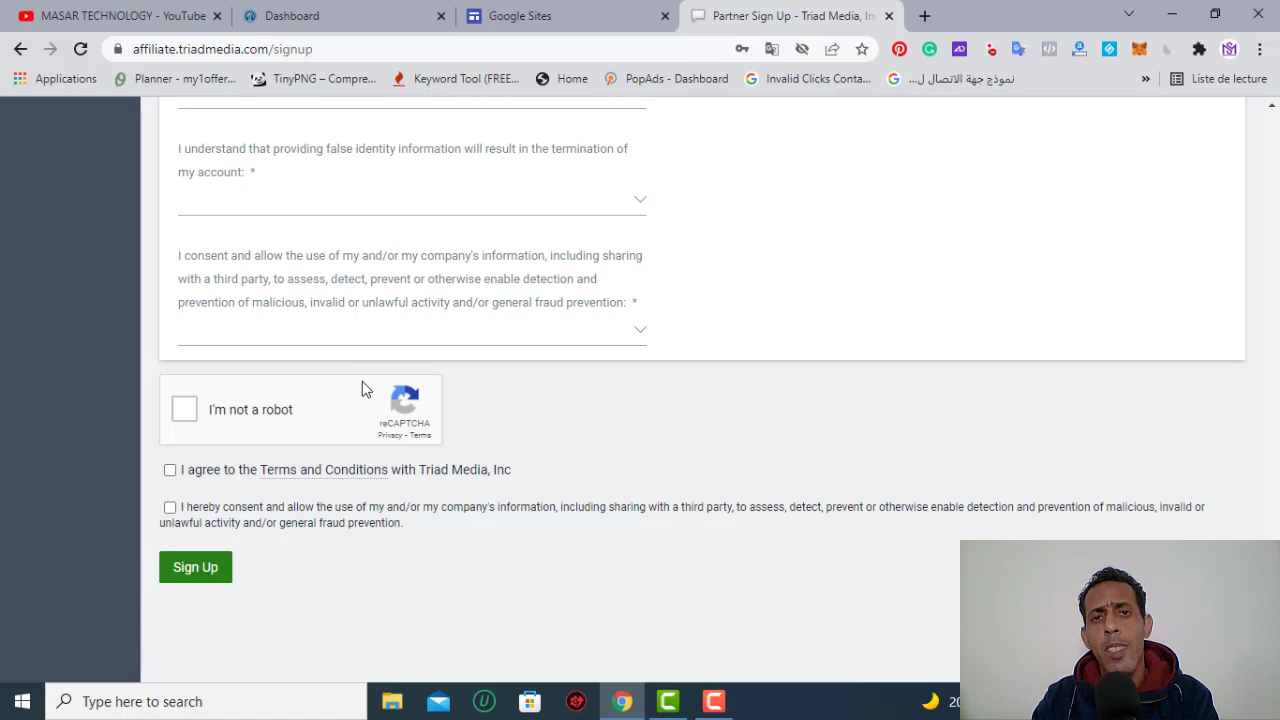 MASAR TECHNOLOGY - YouTube
Dashboard
Google Sites
Partner Sign Up - Triad Media, In
affiliate.triadmedia.com/signup
Applications
Planner - my1offer...
TinyPNG – Compre...
Keyword Tool (FREE...
Home
PopAds - Dashboard
Invalid Clicks Conta...
نموذج جهة الاتصال ل...
»
Liste de lecture
I understand that providing false identity information will result in the termination of
my account: *
I consent and allow the use of my and/or my company's information, including sharing
with a third party, to assess, detect, prevent or otherwise enable detection and
prevention of malicious, invalid or unlawful activity and/or general fraud prevention: *
I'm not a robot
reCAPTCHA
Privacy - Terms
I agree to the Terms and Conditions with Triad Media, Inc
I hereby consent and allow the use of my and/or my company's information, including sharing with a third party, to assess, detect, prevent or otherwise enable detection and prevention of malicious, invalid or
unlawful activity and/or general fraud prevention.
Sign Up
Type here to search
20